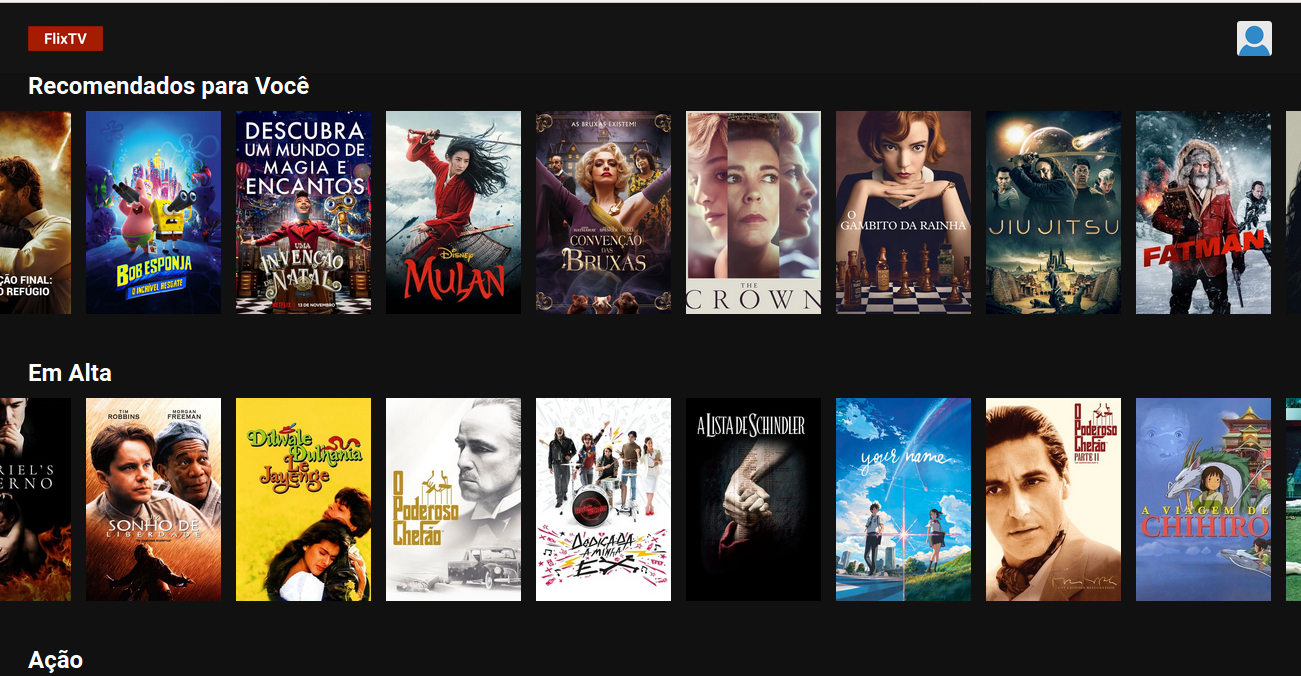 FlixTV
Recomendados para Você
ÇÃO FINAL:
O REFÚGIO
BOB ESPONJA
O INCRÍVEL RESGATE
DESCUBRA
UM MUNDO DE
MAGIA E
ENCANTOS
UMA
INVENÇÃO
DE NATAL
NETFLIX
13 DE NOVEMBRO
Disney
MULAN
AS BRUXAS EXISTEM!
HATHAWAY SPENCER TUCCI
CONVENÇÃO
DAS
BRUXAS
THE
CROWN
O
GAMBITO DA RAINHA
JIU JITSU
FATMAN
Em Alta
RIEL'S
ERNO
TIM
ROBBINS
MORGAN
FREEMAN
SONHO DE
LIBERDADE
Dilwale
Dulhania
Le
Jayenge
O
Poderoso
Chefão
DEDICADA
A MINHA
EX
A LISTA DE SCHINDLER
your name.
O
Poderoso
Chefão
PARTE II
A VIAGEM DE
CHIHIRO
Ação